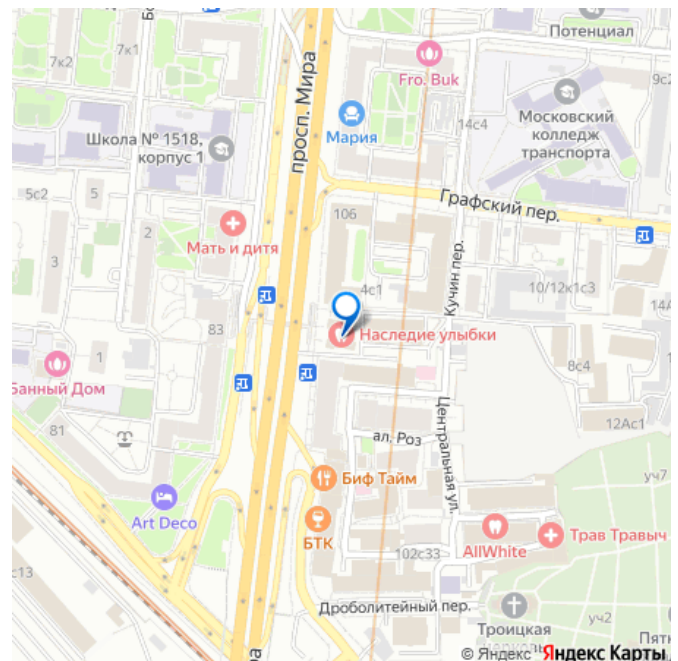 Потенциал
7к2
7к1
Fro. Buk
9с2
просп. Мира
Мария
14с4
Московский
колледж
транспорта
Школа № 1518,
корпус 1
5с2
5
2
106
Графский пер.
Мать и дитя
3
4с1
Кучин пер.
10/12к1с3
14А
83
Наследие улыбки
8с4
1
Банный Дом
81
Центральная ул.
12Ас1
ал. Роз
уч7
Биф Тайм
Art Deco
БТК
AllWhite
Трав Травыч
102с33
с13
Дроболитейный пер.
Троицкая
церковь
уч2
© Яндекс Яндекс Карты